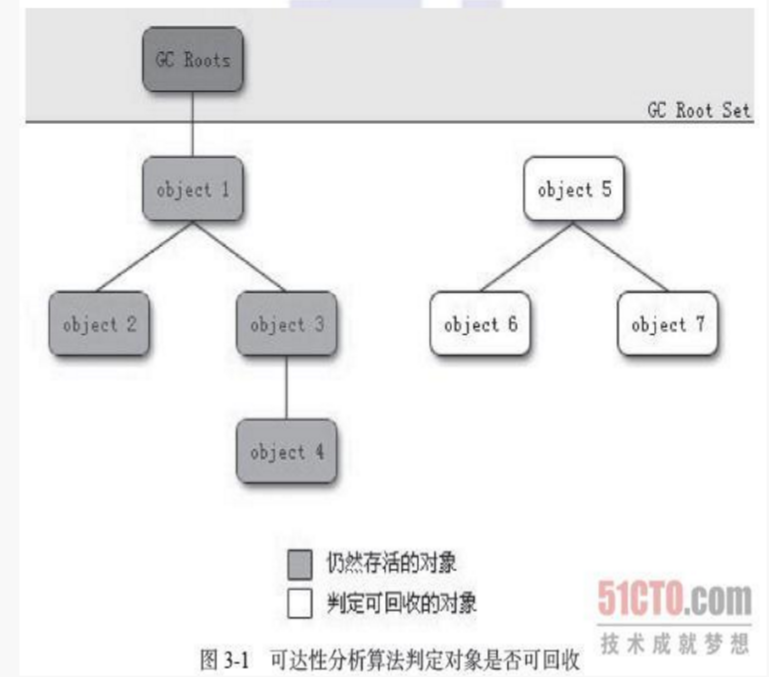 GC Roots
GC Root Set
object 1
object 5
object 2
object 3
object 6
object 7
object 4
仍然存活的对象
判定可回收的对象
51CTO.com
技术成就梦想
图 3-1 可达性分析算法判定对象是否可回收